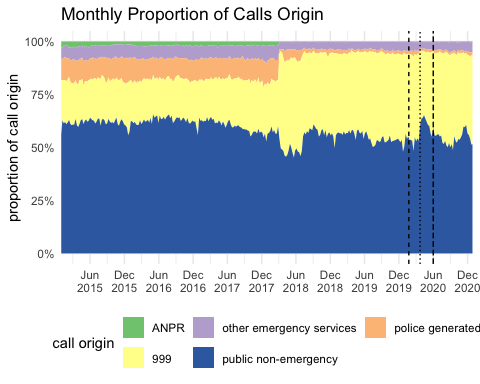 Monthly Proportion of Calls Origin
proportion of call origin
100%
75%
50%
25%
0%
Jun Dec Jun Dec Jun Dec Jun Dec Jun Dec Jun Dec
2015 2015 2016 2016 2017 2017 2018 2018 2019 2019 2020 2020
call origin
ANPR other emergency services police generated
999 public non-emergency